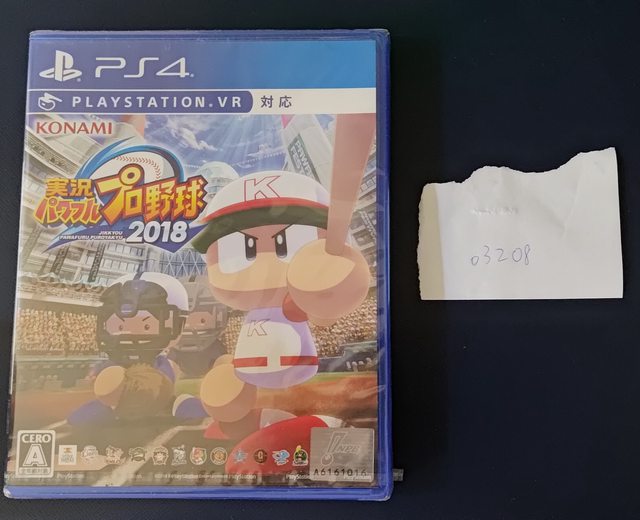 PS4
PLAYSTATION®VR 対応
KONAMI
実況
パワフル
プロ野球
JIKKYOU
PAWAFURU PUROYAKYU
2018
K
K
CERO
A
A6161016
03208